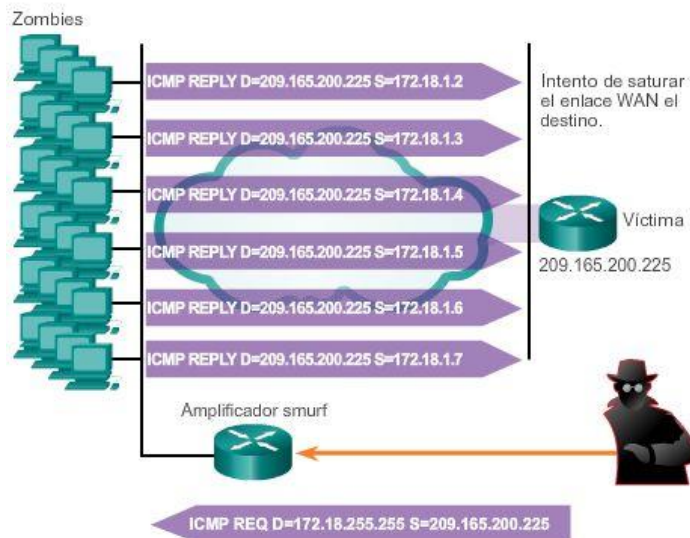 Zombies
ICMP REPLY D=209.165.200.225 S=172.18.1.2
ICMP REPLY D=209.165.200.225 S=172.18.1.3
ICMP REPLY D=209.165.200.225 S=172.18.1.4
ICMP REPLY D=209.165.200.225 S=172.18.1.5
ICMP REPLY D=209.165.200.225 S=172.18.1.6
ICMP REPLY D=209.165.200.225 S=172.18.1.7
Intento de saturar
el enlace WAN el
destino.
Víctima
209.165.200.225
Amplificador smurf
ICMP REQ D=172.18.255.255 S=209.165.200.225